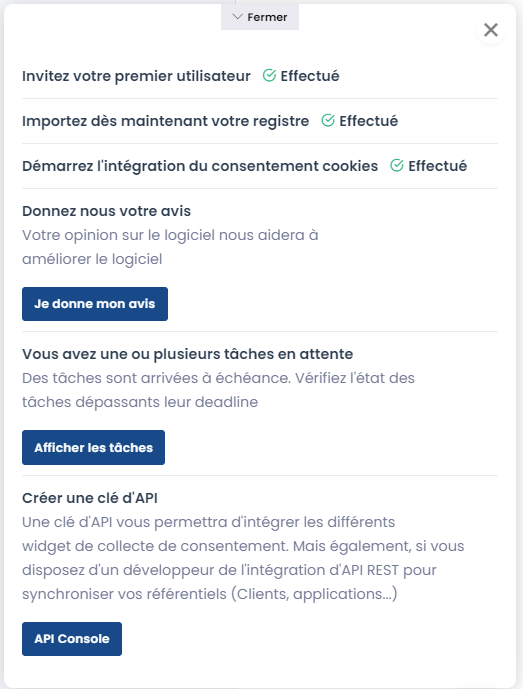 Fermer
Invitez votre premier utilisateur Effectué
Importez dès maintenant votre registre Effectué
Démarrez l'intégration du consentement cookies Effectué
Donnez nous votre avis
Votre opinion sur le logiciel nous aidera à
améliorer le logiciel
Je donne mon avis
Vous avez une ou plusieurs tâches en attente
Des tâches sont arrivées à échéance. Vérifiez l'état des
tâches dépassants leur deadline
Afficher les tâches
Créer une clé d'API
Une clé d'API vous permettra d'intégrer les différents
widget de collecte de consentement. Mais également, si vous
disposez d'un développeur de l'intégration d'API REST pour
synchroniser vos référentiels (Clients, applications...)
API Console